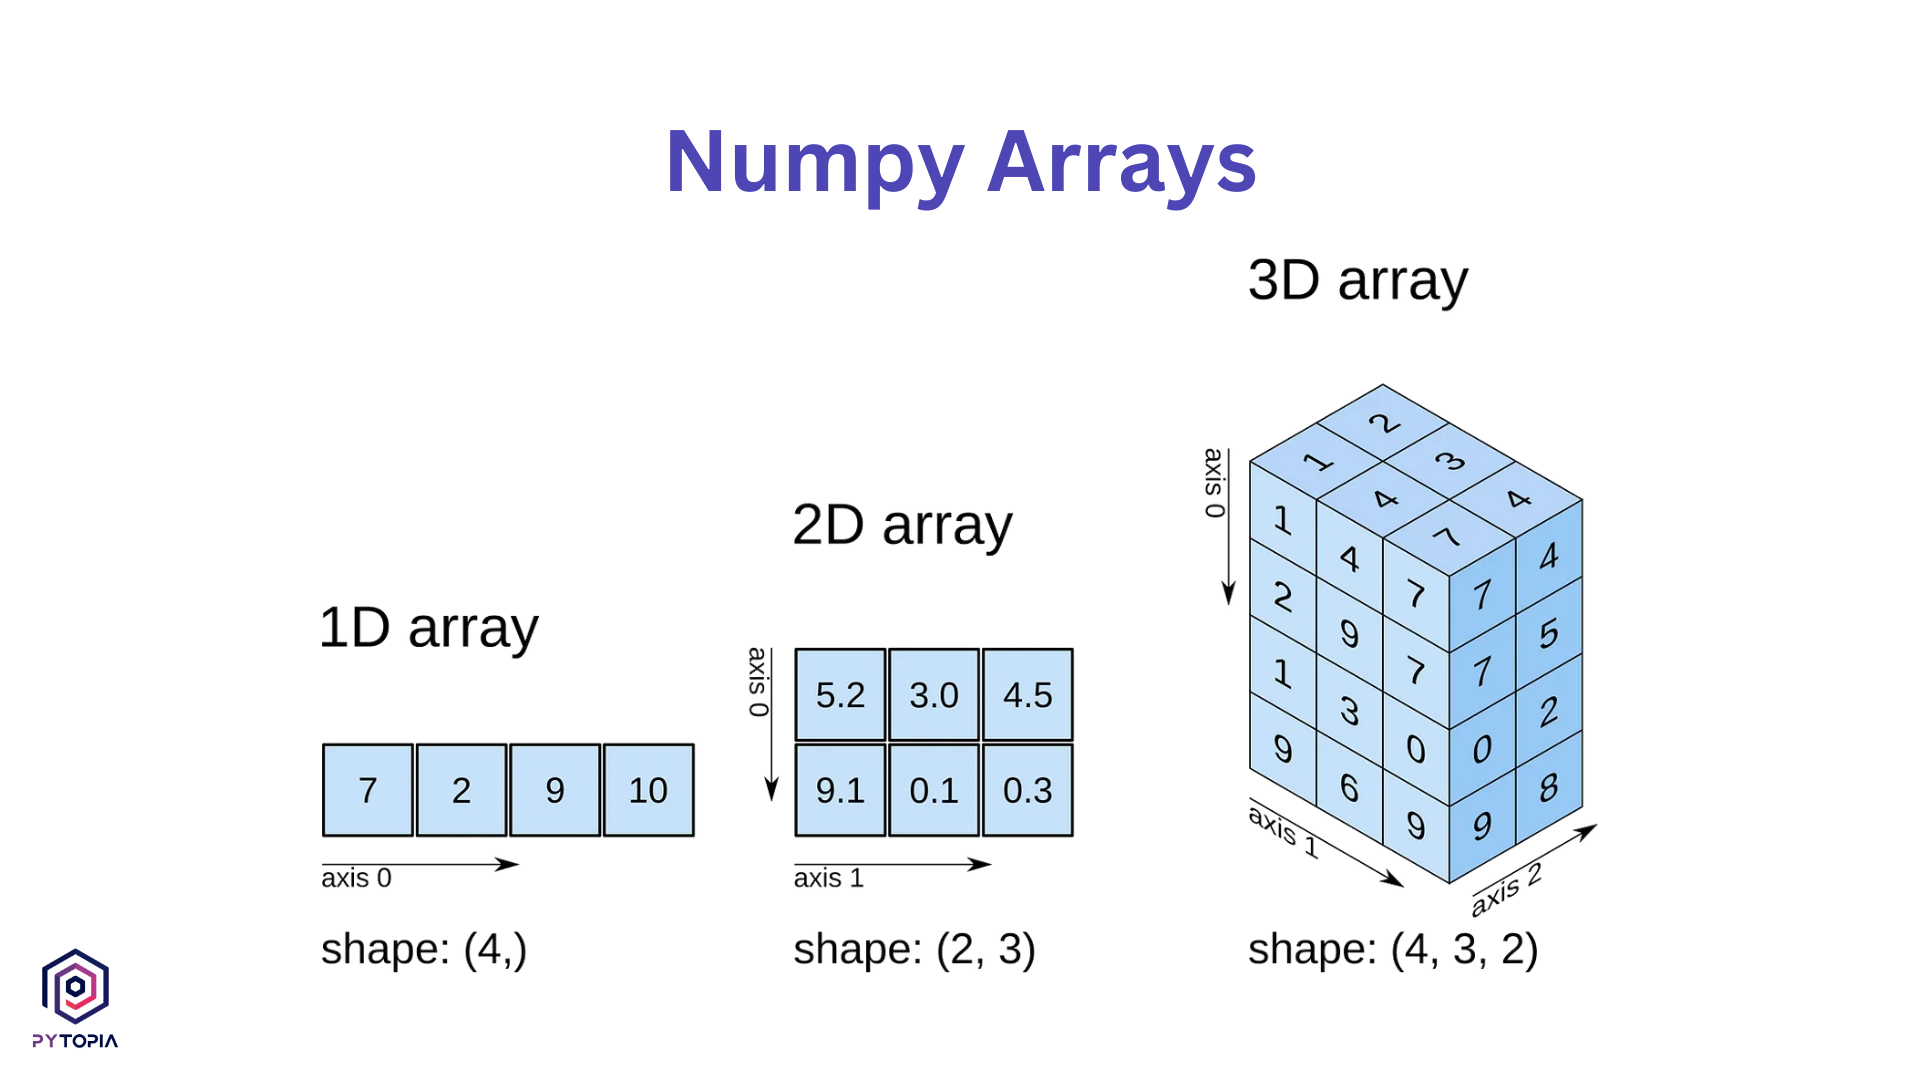 Numpy Arrays
1D array
7 2 9 10
axis 0
shape: (4,)
2D array
axis 0
5.2 3.0 4.5
9.1 0.1 0.3
axis 1
shape: (2, 3)
3D array
axis 0
2
1 3
4 4
7
1 4 7
2 9 7
1 3 0
9 6 9
7 4
7 5
0 2
9 8
axis 1
axis 2
shape: (4, 3, 2)
PYTOPIA